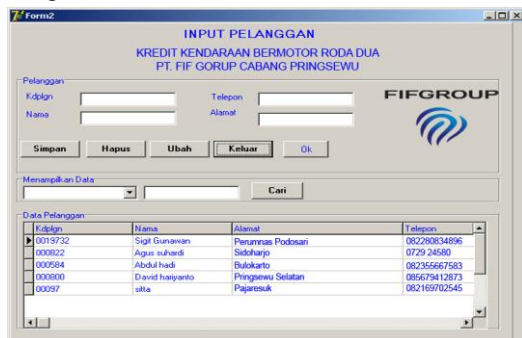 Form2
INPUT PELANGGAN
KREDIT KENDARAAN BERMOTOR RODA DUA
PT. FIF GORUP CABANG PRINGSEWU
Pelanggan
Kdplgn
Telepon
Nama
Alamat
FIFGROUP
Simpan Hapus Ubah Keluar Ok
Menampilkan Data
Cari
Data Pelanggan
Kdplgn Nama Alamat Telepon
0019732 Sigit Gunawan Perumnas Podosari 082280834896
000822 Agus suhardi Sidoharjo 0729 24580
000584 Abdul hadi Bulokarto 082355667583
000800 David hariyanto Pringsewu Selatan 085679412873
00097 sitta Pajaresuk 082169702545